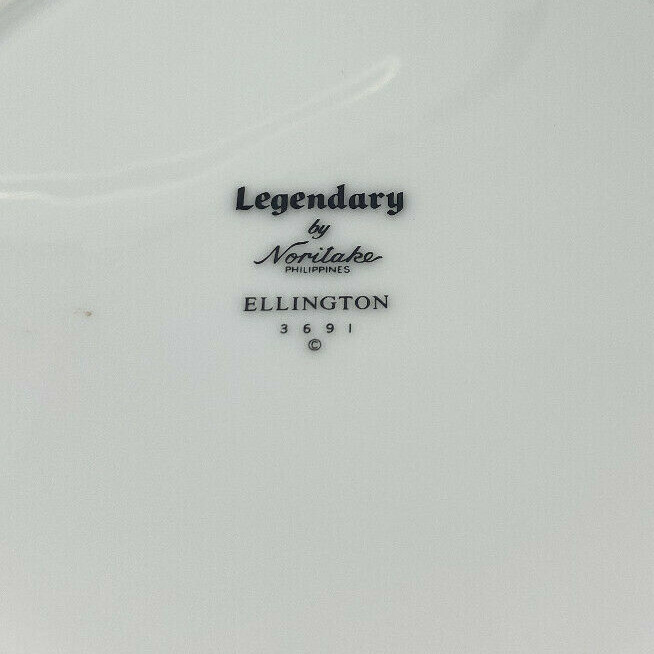 Legendary
by
Noritake
PHILIPPINES
ELLINGTON
3691
©